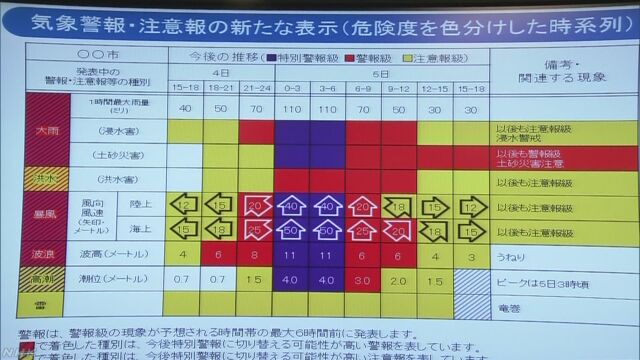 気象警報・注意報の新たな表示(危険度を色分けした時系列)
〇〇市
今後の推移(■特別警報級 ■警報級 ■注意報級)
備考・関連する現象
発表中の警報・注意報等の種別
4日
5日
15-18 18-21 21-24 0-3 3-6 6-9 9-12 12-15 15-18
1時間最大雨量(ミリ) 40 50 70 110 110 70 50 30 30
大雨 (浸水害) 以後も注意報級 浸水警戒
(土砂災害) 以後も警報級 土砂災害注意
洪水 (洪水害) 以後も注意報級
暴風 風向風速(矢印・メートル) 陸上 12 15 20 40 40 20 18 15 12 以後も注意報級
海上 15 18 25 50 50 25 20 18 15 以後も注意報級
波浪 波高(メートル) 4 6 8 11 11 6 6 4 3 うねり
高潮 潮位(メートル) 0.7 0.7 1.5 4.0 4.0 3.0 2.0 1.5 ピークは5日3時頃
雷 竜巻
警報は、警報級の現象が予想される時間帯の最大6時間前に発表します。
■で着色した種別は、今後特別警報に切り替える可能性が高い警報を表しています。
で着色した種別は、今後警報に切り替える可能性が高い注意報を表しています。
NHK